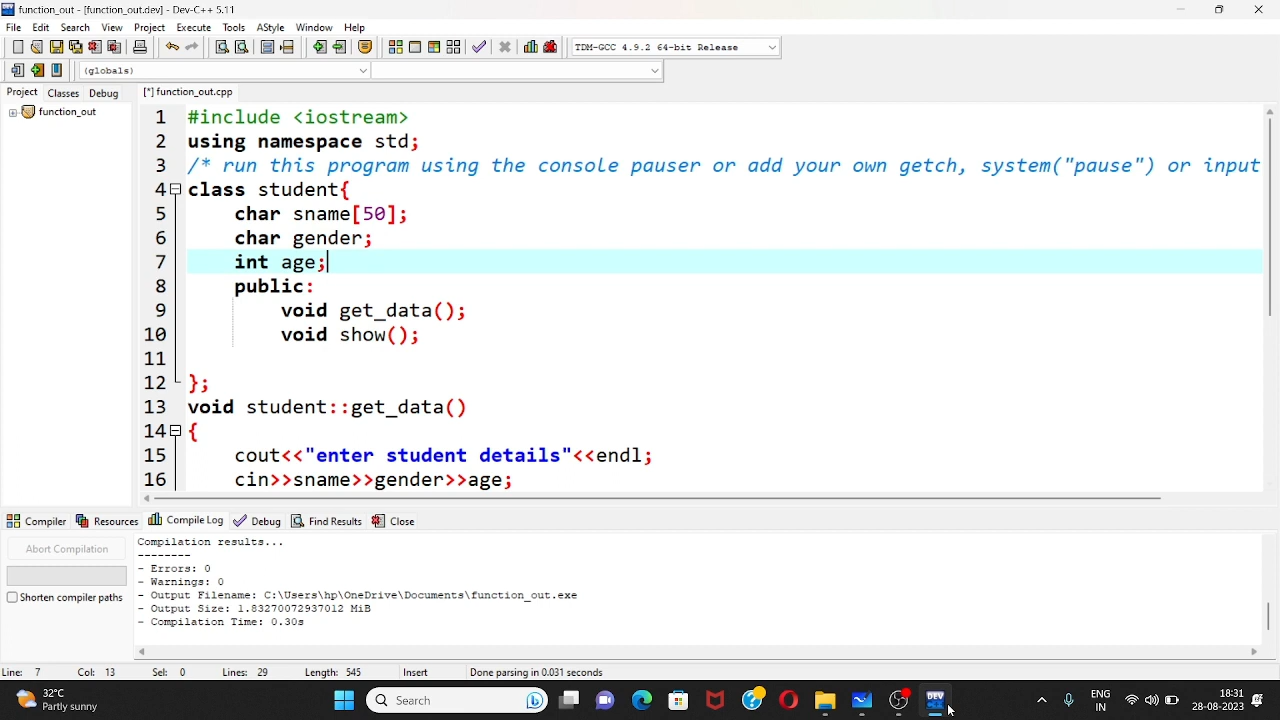 function_out - [function_out.dev] - Dev-C++ 5.11
File Edit Search View Project Execute Tools AStyle Window Help
TDM-GCC 4.9.2 64-bit Release
(globals)
Project Classes Debug
[*] function_out.cpp
function_out
1 #include <iostream>
2 using namespace std;
3 /* run this program using the console pauser or add your own getch, system("pause") or input
4 class student{
5 char sname[50];
6 char gender;
7 int age;
8 public:
9 void get_data();
10 void show();
11
12 };
13 void student::get_data()
14 {
15 cout<<"enter student details"<<endl;
16 cin>>sname>>gender>>age;
Compiler Resources Compile Log Debug Find Results Close
Abort Compilation
Shorten compiler paths
Compilation results...
--------
- Errors: 0
- Warnings: 0
- Output Filename: C:\Users\hp\OneDrive\Documents\function_out.exe
- Output Size: 1.83270072937012 MiB
- Compilation Time: 0.30s
Line: 7 Col: 13 Sel: 0 Lines: 29 Length: 545 Insert Done parsing in 0.031 seconds
32°C
Partly sunny
Search
DEV
ENG
IN
18:31
28-08-2023